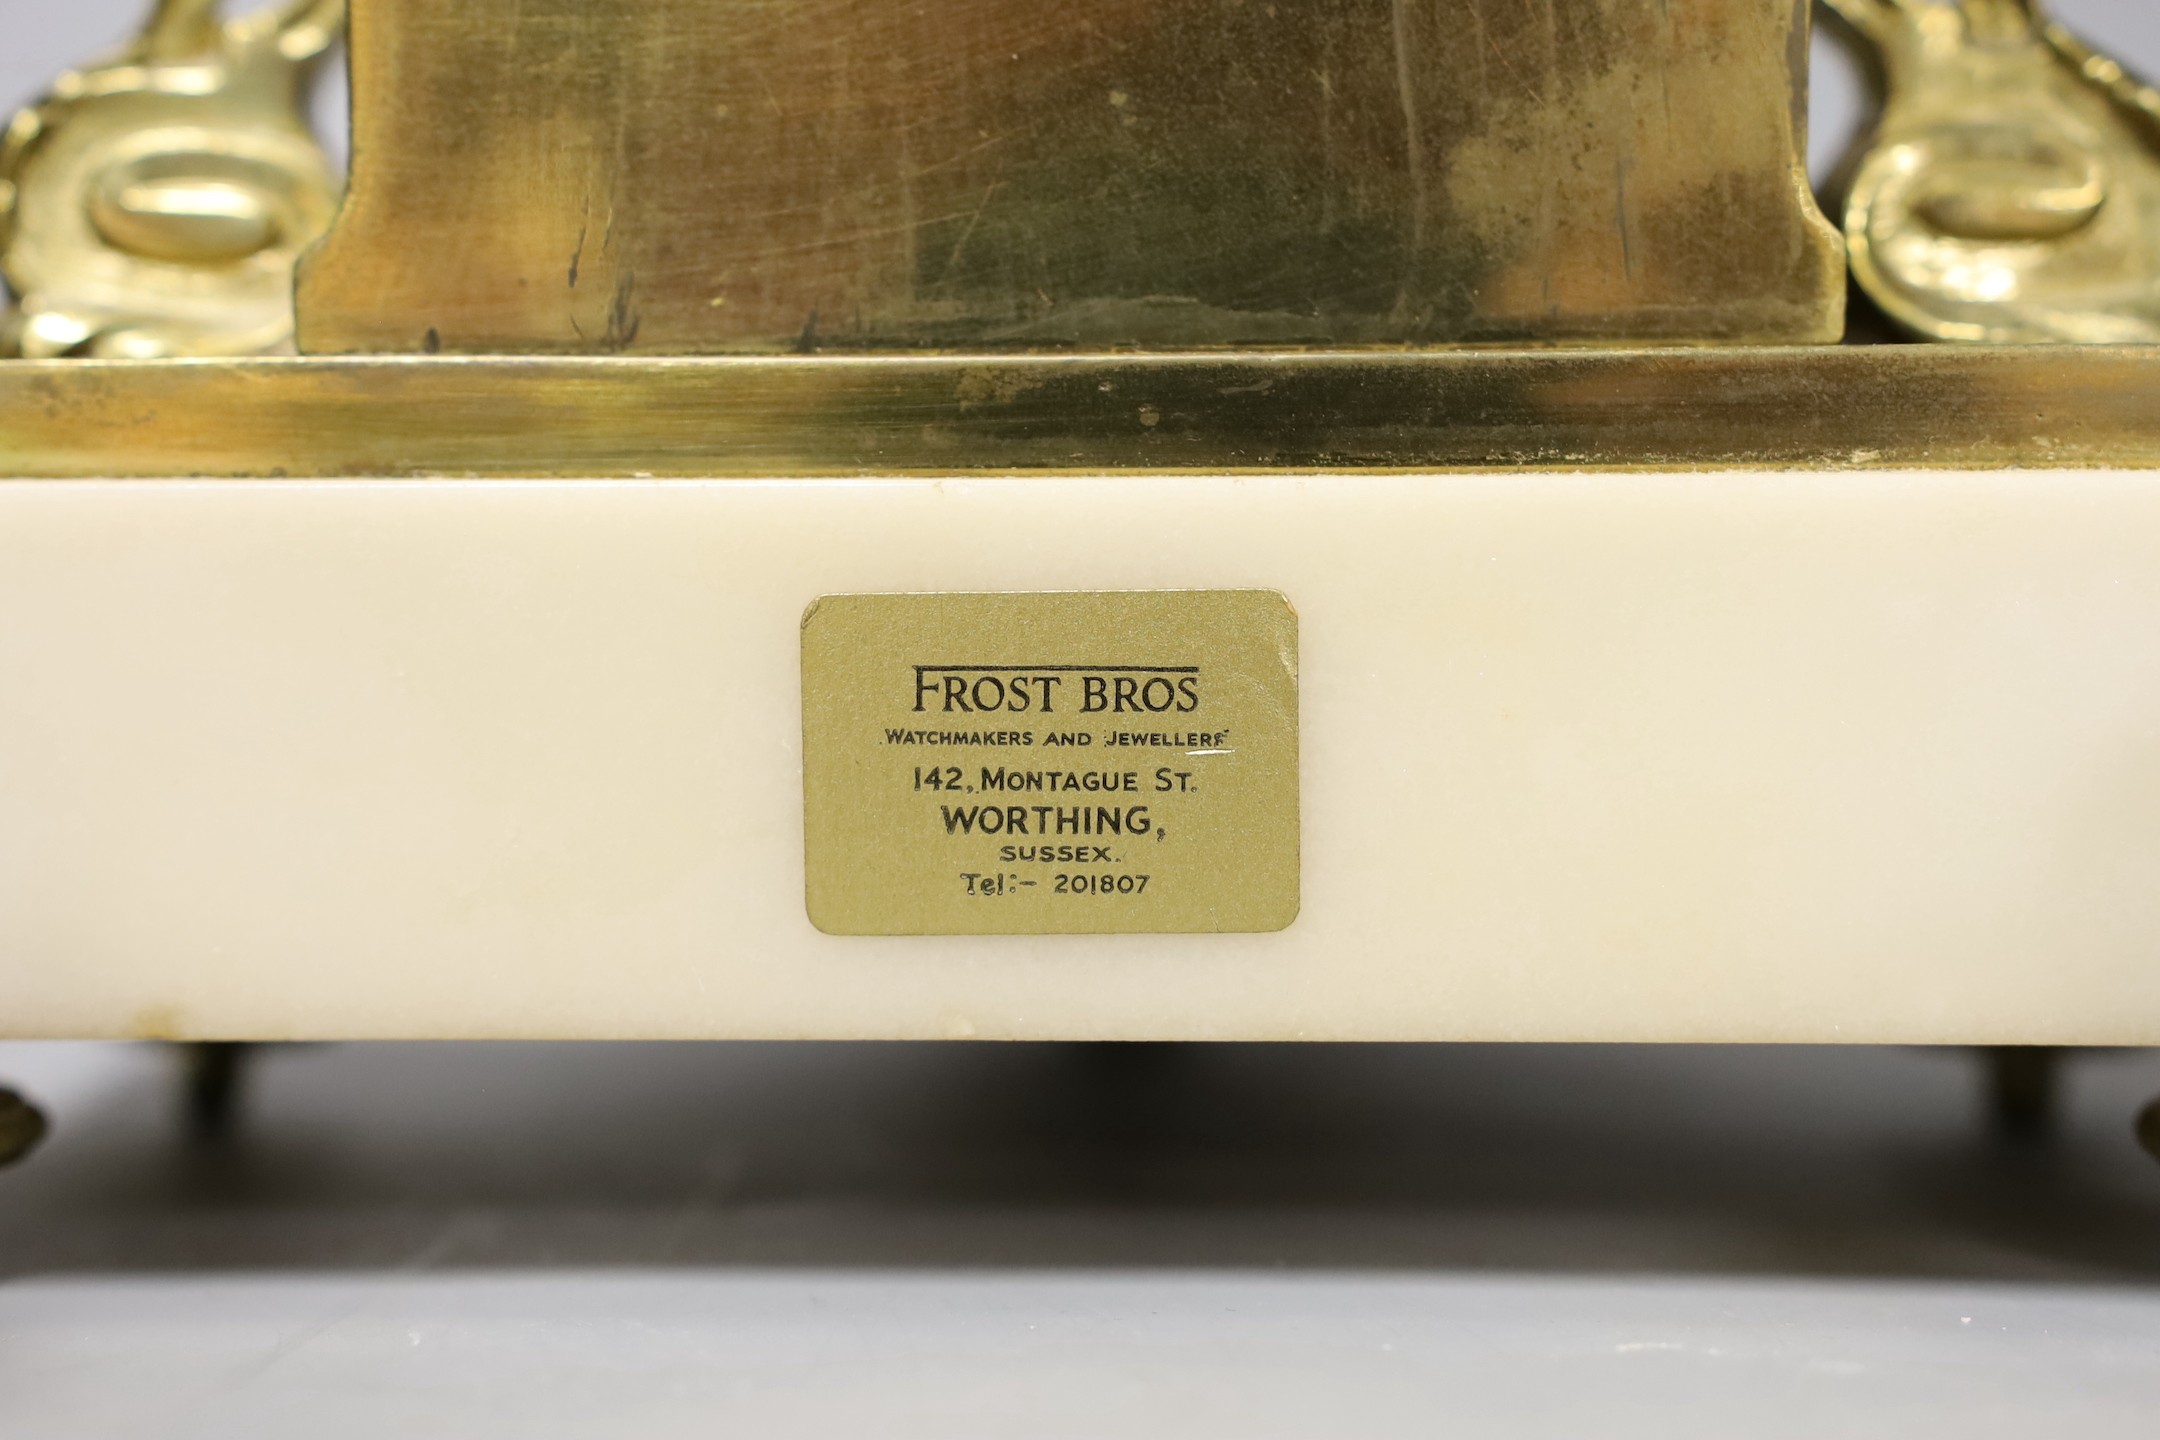 FROST BROS
WATCHMAKERS AND JEWELLERS
142, MONTAGUE ST.
WORTHING,
SUSSEX.
Tel:- 201807